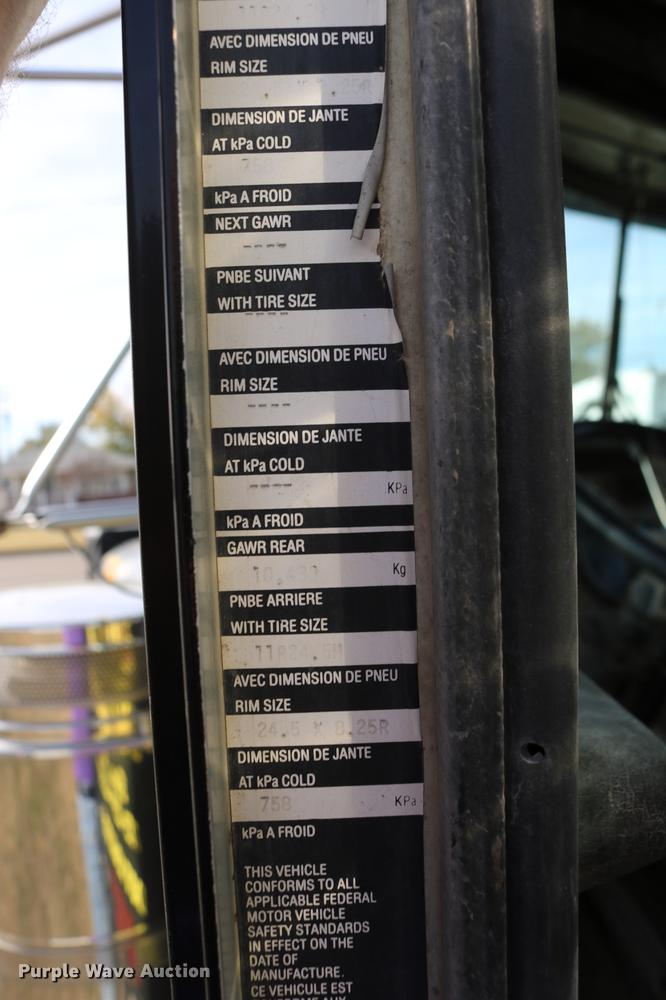 AVEC DIMENSION DE PNEU
RIM SIZE
DIMENSION DE JANTE
AT kPa COLD
758
kPa A FROID
NEXT GAWR
----
PNBE SUIVANT
WITH TIRE SIZE
----
AVEC DIMENSION DE PNEU
RIM SIZE
----
DIMENSION DE JANTE
AT kPa COLD
---- KPa
kPa A FROID
GAWR REAR
Kg
PNBE ARRIERE
WITH TIRE SIZE
11R24.5H
AVEC DIMENSION DE PNEU
RIM SIZE
24.5 X 8.25R
DIMENSION DE JANTE
AT kPa COLD
758 KPa
kPa A FROID
THIS VEHICLE
CONFORMS TO ALL
APPLICABLE FEDERAL
MOTOR VEHICLE
SAFETY STANDARDS
IN EFFECT ON THE
DATE OF
MANUFACTURE.
CE VEHICULE EST
Purple Wave Auction